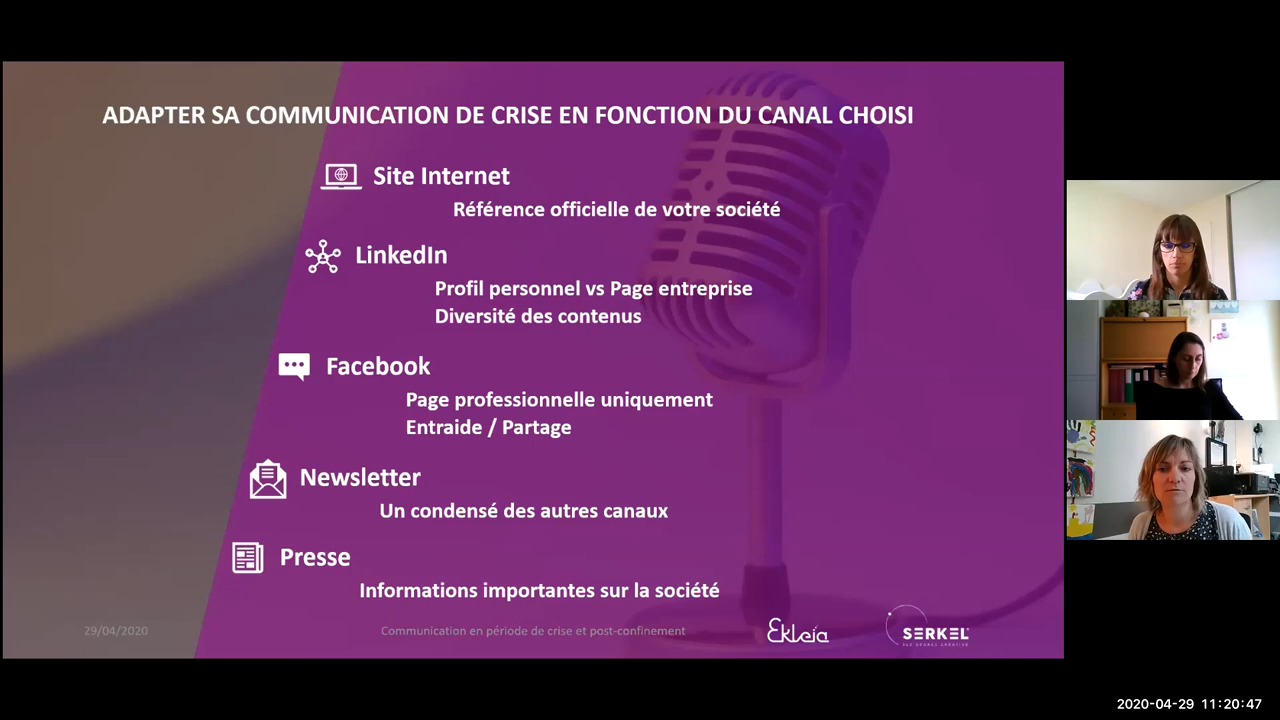 ADAPTER SA COMMUNICATION DE CRISE EN FONCTION DU CANAL CHOISI
Site Internet
Référence officielle de votre société
LinkedIn
Profil personnel vs Page entreprise
Diversité des contenus
Facebook
Page professionnelle uniquement
Entraide / Partage
Newsletter
Un condensé des autres canaux
Presse
Informations importantes sur la société
29/04/2020
Communication en période de crise et post-confinement
Ekleia
SERKEL
2020-04-29 11:20:47